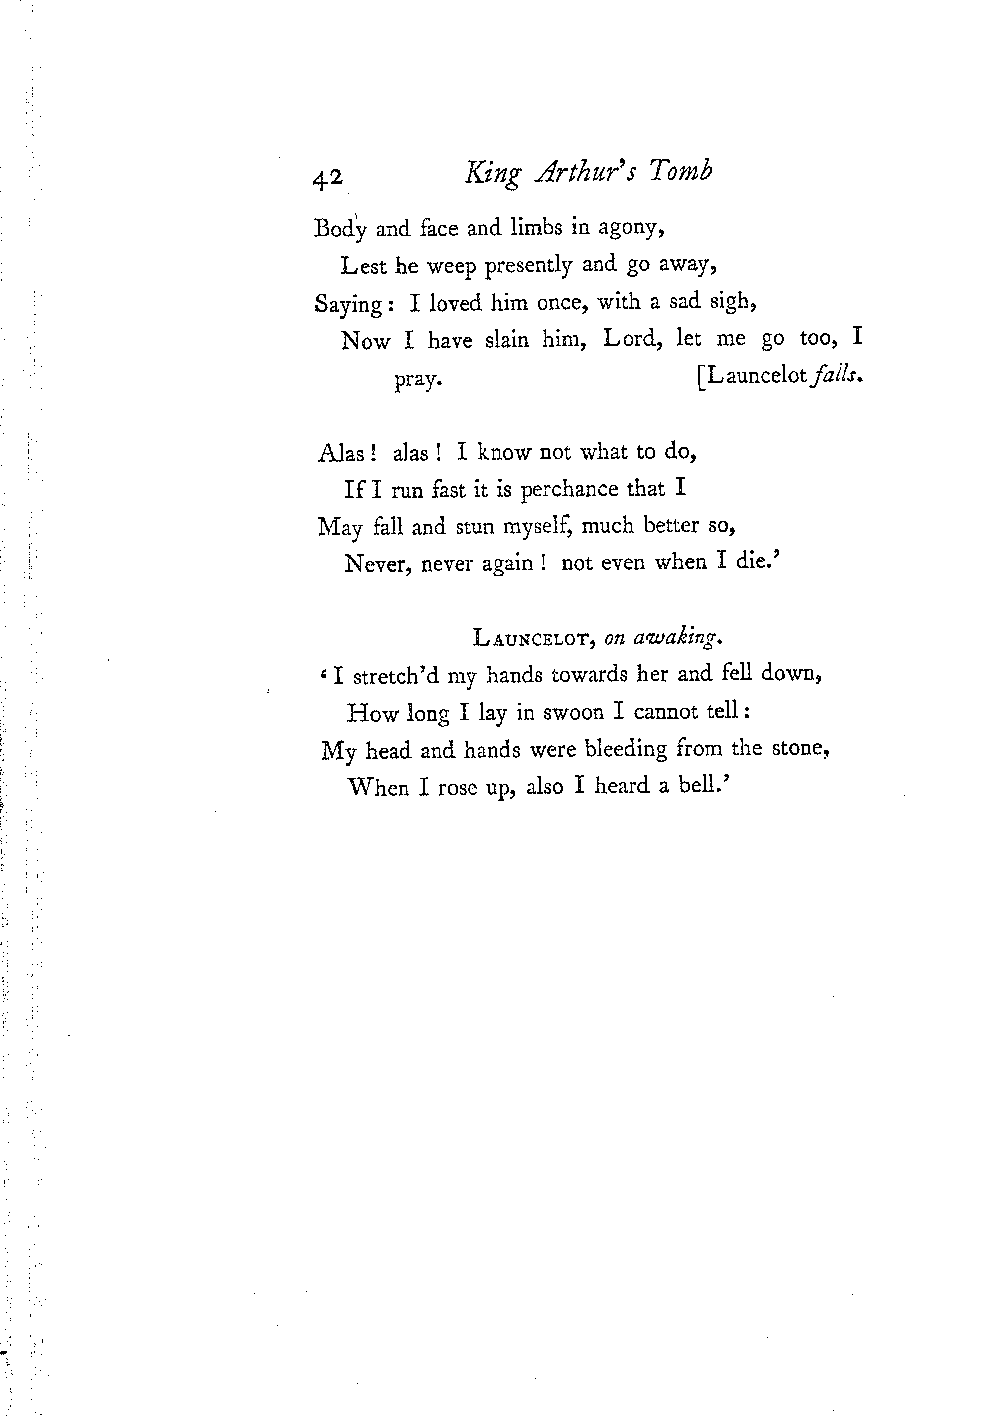 42 King Arthur's Tomb
Body and face and limbs in agony,
Lest he weep presently and go away,
Saying: I loved him once, with a sad sigh,
Now I have slain him, Lord, let me go too, I
pray. [Launcelot falls.
Alas! alas! I know not what to do,
If I run fast it is perchance that I
May fall and stun myself, much better so,
Never, never again! not even when I die.’
LAUNCELOT, on awaking.
‘I stretch’d my hands towards her and fell down,
How long I lay in swoon I cannot tell:
My head and hands were bleeding from the stone,
When I rose up, also I heard a bell.’